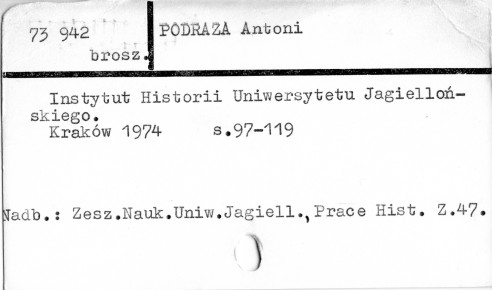 73 942
PODRAZA Antoni
brosz.
Instytut Historii Uniwersytetu Jagielloń-
skiego.
Kraków 1974 s.97-119
Nadb.: Zesz.Nauk.Uniw.Jagiell., Prace Hist. Z.47.